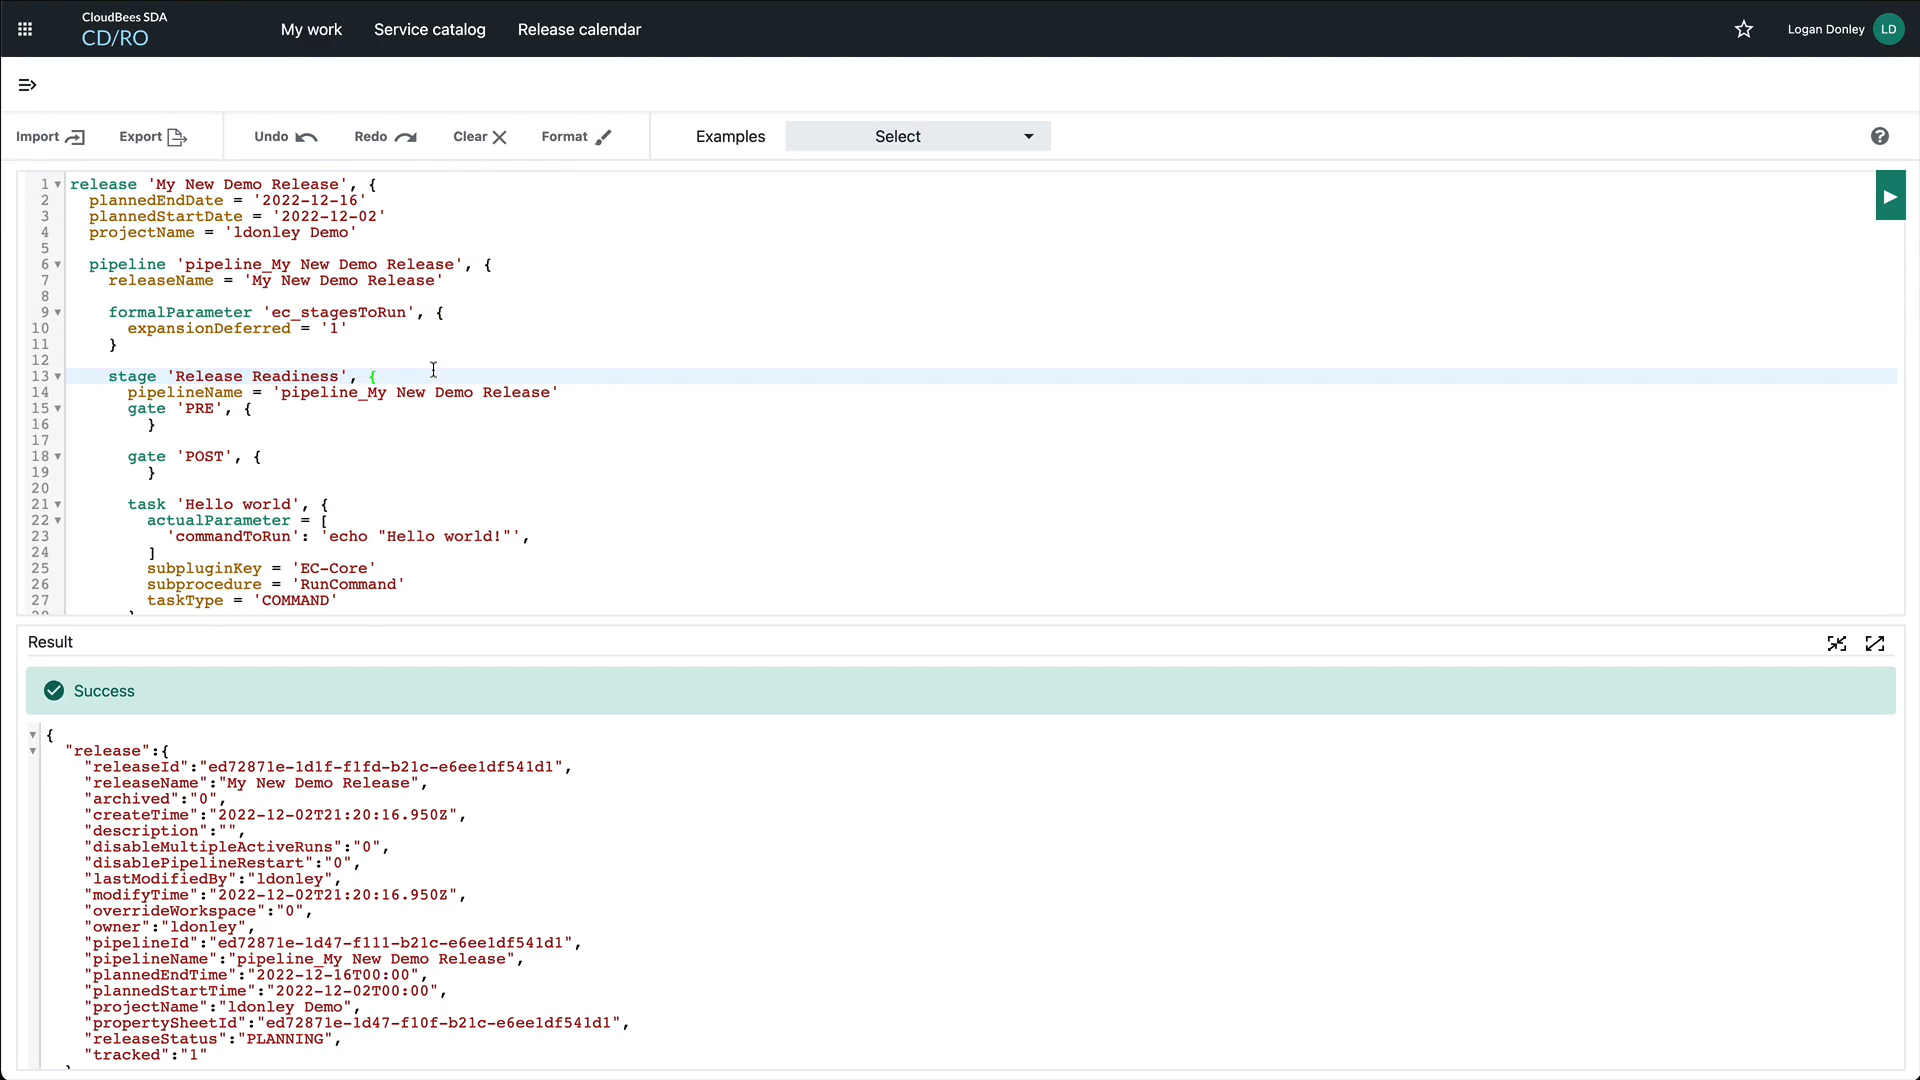 CloudBees SDA
CD/RO
My work
Service catalog
Release calendar
Logan Donley
LD
Import
Export
Undo
Redo
Clear
Format
Examples
Select
1 release 'My New Demo Release', {
2 plannedEndDate = '2022-12-16'
3 plannedStartDate = '2022-12-02'
4 projectName = 'ldonley Demo'
5
6 pipeline 'pipeline_My New Demo Release', {
7 releaseName = 'My New Demo Release'
8
9 formalParameter 'ec_stagesToRun', {
10 expansionDeferred = '1'
11 }
12
13 stage 'Release Readiness', {
14 pipelineName = 'pipeline_My New Demo Release'
15 gate 'PRE', {
16 }
17
18 gate 'POST', {
19 }
20
21 task 'Hello world', {
22 actualParameter = [
23 'commandToRun': 'echo "Hello world!"',
24 ]
25 subpluginKey = 'EC-Core'
26 subprocedure = 'RunCommand'
27 taskType = 'COMMAND'
28 }
Result
Success
{
"release":{
"releaseId":"ed72871e-1d1f-f1fd-b21c-e6ee1df541d1",
"releaseName":"My New Demo Release",
"archived":"0",
"createTime":"2022-12-02T21:20:16.950Z",
"description":"",
"disableMultipleActiveRuns":"0",
"disablePipelineRestart":"0",
"lastModifiedBy":"ldonley",
"modifyTime":"2022-12-02T21:20:16.950Z",
"overrideWorkspace":"0",
"owner":"ldonley",
"pipelineId":"ed72871e-1d47-f111-b21c-e6ee1df541d1",
"pipelineName":"pipeline_My New Demo Release",
"plannedEndTime":"2022-12-16T00:00",
"plannedStartTime":"2022-12-02T00:00",
"projectName":"ldonley Demo",
"propertySheetId":"ed72871e-1d47-f10f-b21c-e6ee1df541d1",
"releaseStatus":"PLANNING",
"tracked":"1"
}